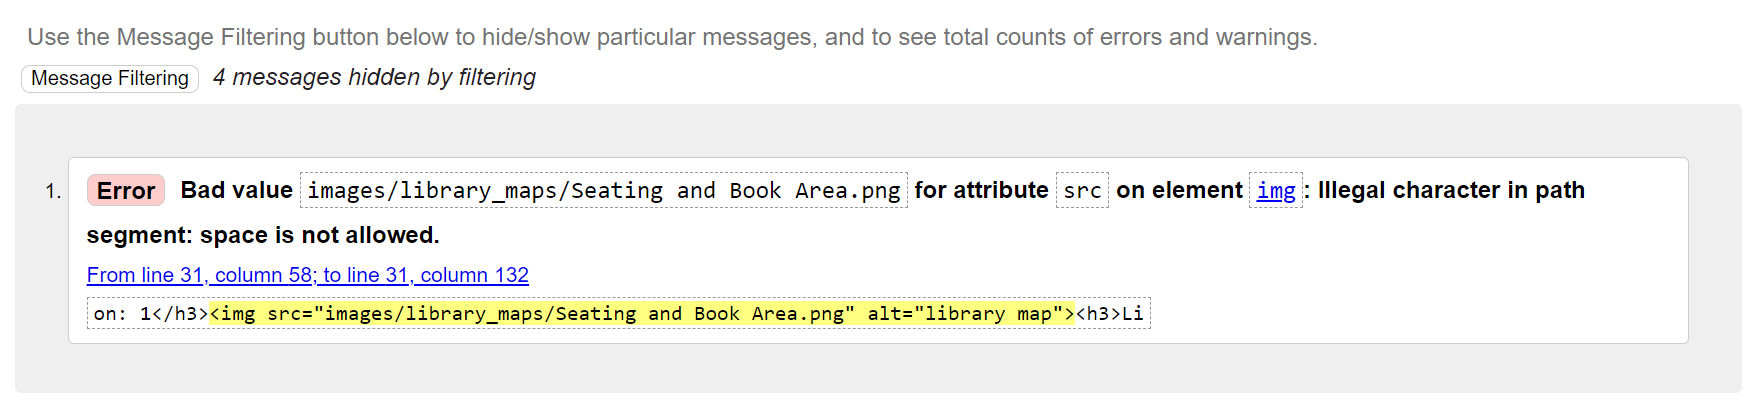 Use the Message Filtering button below to hide/show particular messages, and to see total counts of errors and warnings.
Message Filtering 4 messages hidden by filtering
1. Error Bad value images/library_maps/Seating and Book Area.png for attribute src on element img: Illegal character in path
segment: space is not allowed.
From line 31, column 58; to line 31, column 132
on: 1</h3><img src="images/library_maps/Seating and Book Area.png" alt="library map"><h3>Li